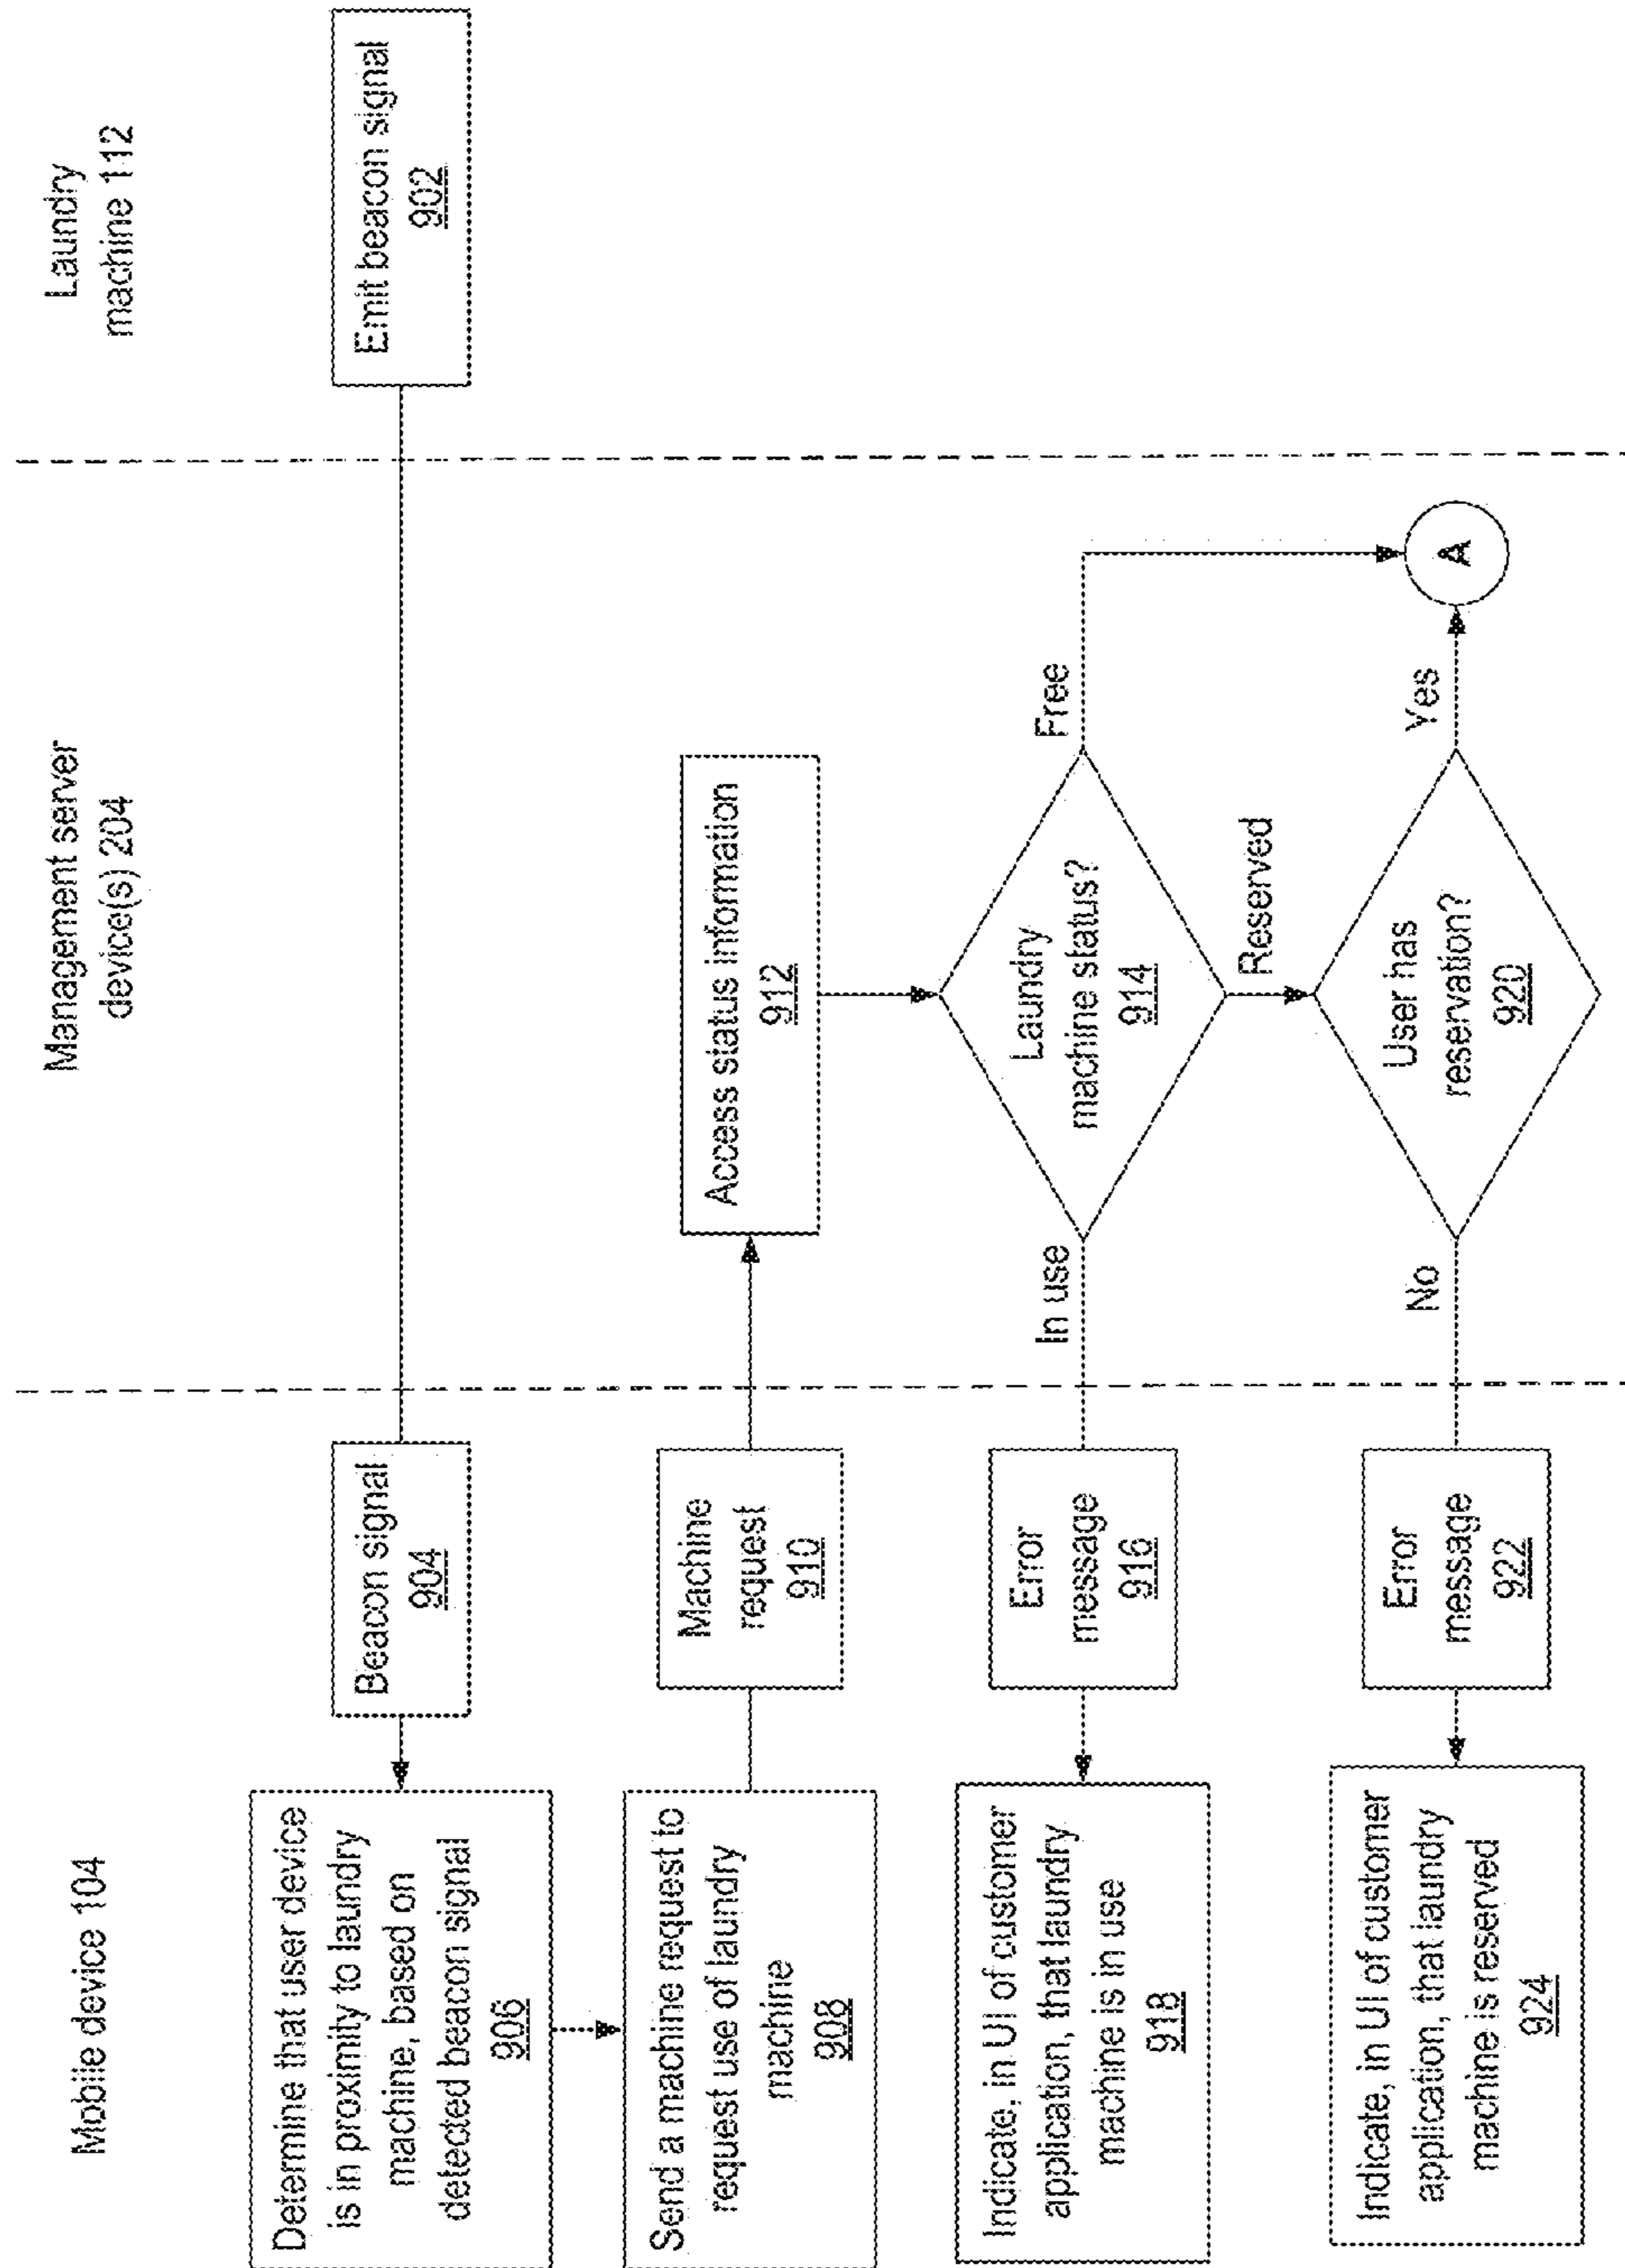 Mobile device 104
Management server
device(s) 204
Laundry
machine 112
Emit beacon signal
902
Beacon signal
904
Determine that user device
is in proximity to laundry
machine, based on
detected beacon signal
906
Send a machine request to
request use of laundry
machine
908
Machine
request
910
Access status information
912
Laundry
machine status?
914
Free
In use
Reserved
Error
message
916
Indicate, in UI of customer
application, that laundry
machine is in use
918
User has
reservation?
920
Yes
No
A
Error
message
922
Indicate, in UI of customer
application, that laundry
machine is reserved
924